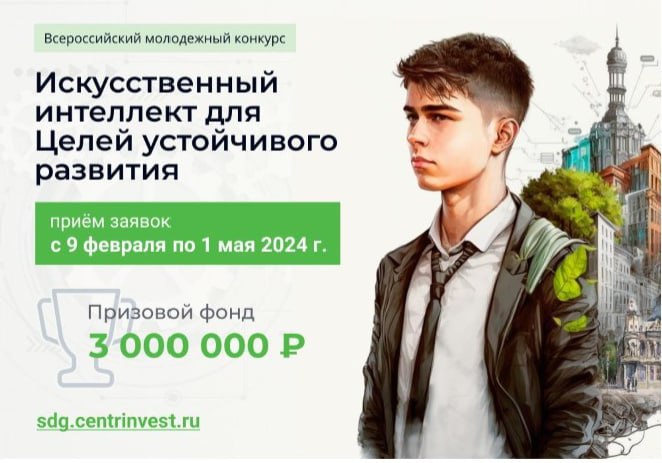 Всероссийский молодежный конкурс
Искусственный
интеллект для
Целей устойчивого
развития
приём заявок
с 9 февраля по 1 мая 2024 г.
Призовой фонд
3 000 000 ₽
sdg.centrinvest.ru